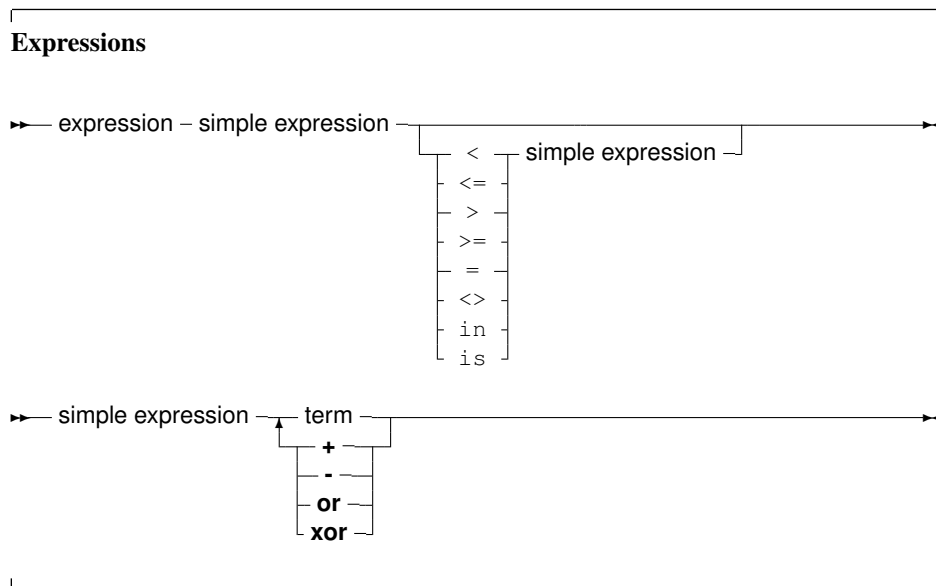 Expressions
expression simple expression
< simple expression
<=
>
>=
=
<>
in
is
simple expression term
+
-
or
xor